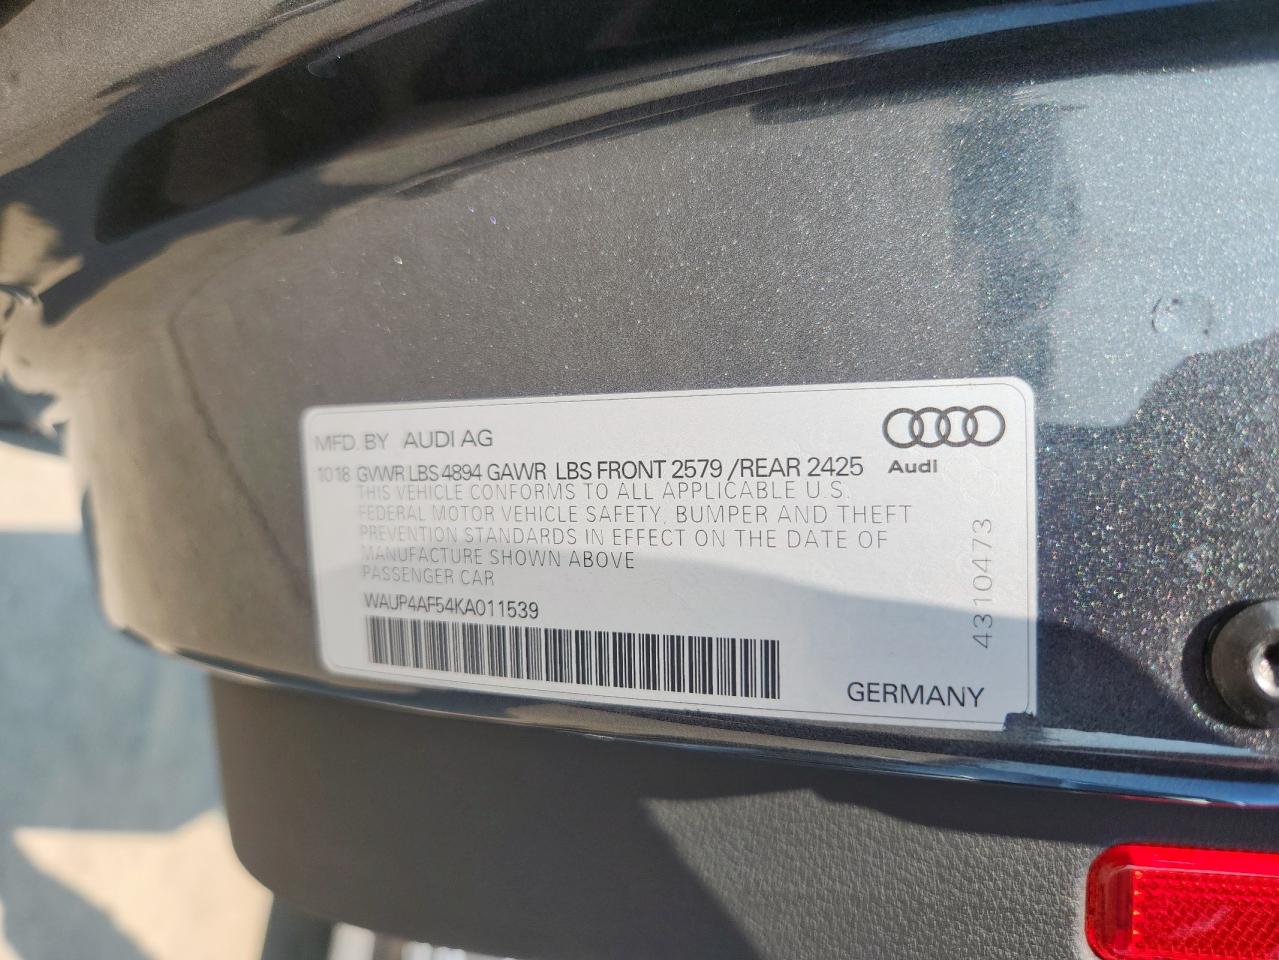 MFD. BY AUDI AG
10 18 GVWR LBS 4894 GAWR LBS FRONT 2579 /REAR 2425
Audi
THIS VEHICLE CONFORMS TO ALL APPLICABLE U.S.
FEDERAL MOTOR VEHICLE SAFETY, BUMPER AND THEFT
PREVENTION STANDARDS IN EFFECT ON THE DATE OF
MANUFACTURE SHOWN ABOVE
PASSENGER CAR
WAUP4AF54KA011539
GERMANY
4310473